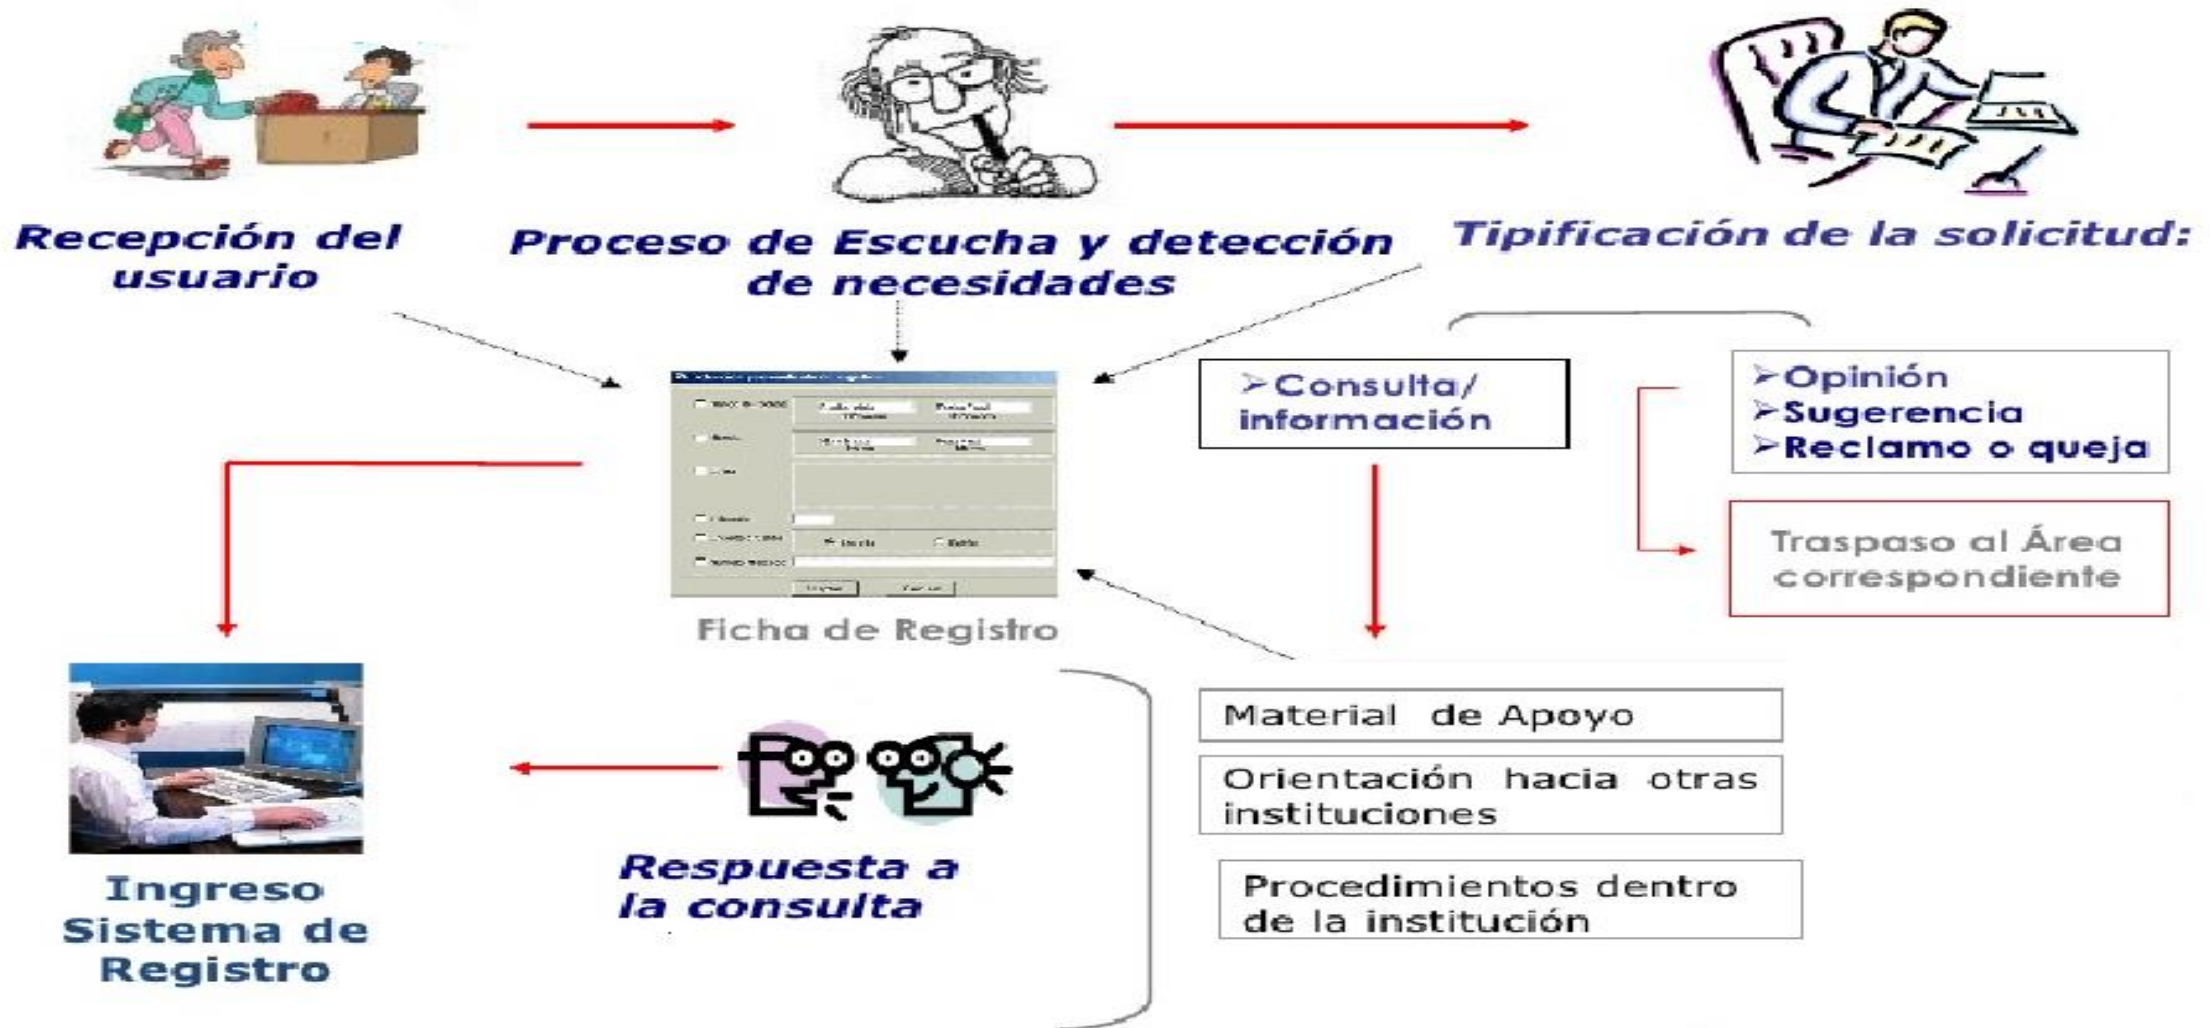 Recepción del
usuario
Proceso de Escucha y detección
de necesidades
Tipificación de la solicitud:
➢Consulta/
información
➢Opinión
➢Sugerencia
➢Reclamo o queja
Traspaso al Área
correspondiente
Ficha de Registro
Material de Apoyo
Orientación hacia otras
instituciones
Procedimientos dentro
de la institución
Respuesta a
la consulta
Ingreso
Sistema de
Registro